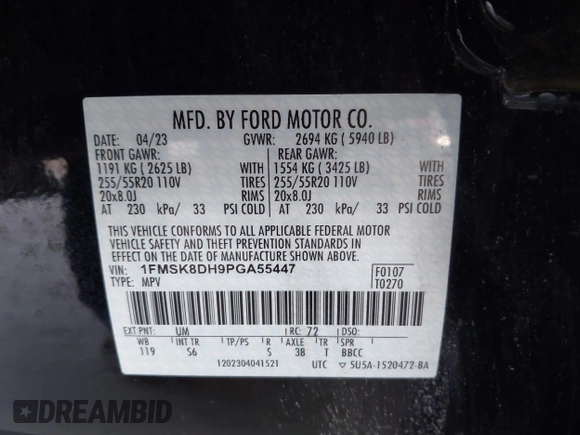 MFD. BY FORD MOTOR CO.
04/23 GVWR: 2694 KG ( 5940 LB)
FRONT GAWR: REAR GAWR:
1191 KG ( 2625 LB) WITH 1554 KG ( 3425 LB) WITH
255/55R20 110V TIRES 255/55R20 110V TIRES
20x8.0J RIMS 20x8.0J RIMS
AT 230 kPa/ 33 PSI COLD AT 230 kPa/ 33 PSI COLD
THIS VEHICLE CONFORMS TO ALL APPLICABLE FEDERAL MOTOR
VEHICLE SAFETY AND THEFT PREVENTION STANDARDS IN
EFFECT ON THE DATE OF MANUFACTURE SHOWN ABOVE.
VIN: 1FMSK8DH9PGA55447 F0107
TYPE: MPV T0270
EXT PNT: UM RC: 72 DSO:
WB INT TR TP/PS R AXLE TR SPR
119 S6 S 3B T BBCC
1202304041521 UTC ▽ 5U5A-1520472-BA
DREAMBID